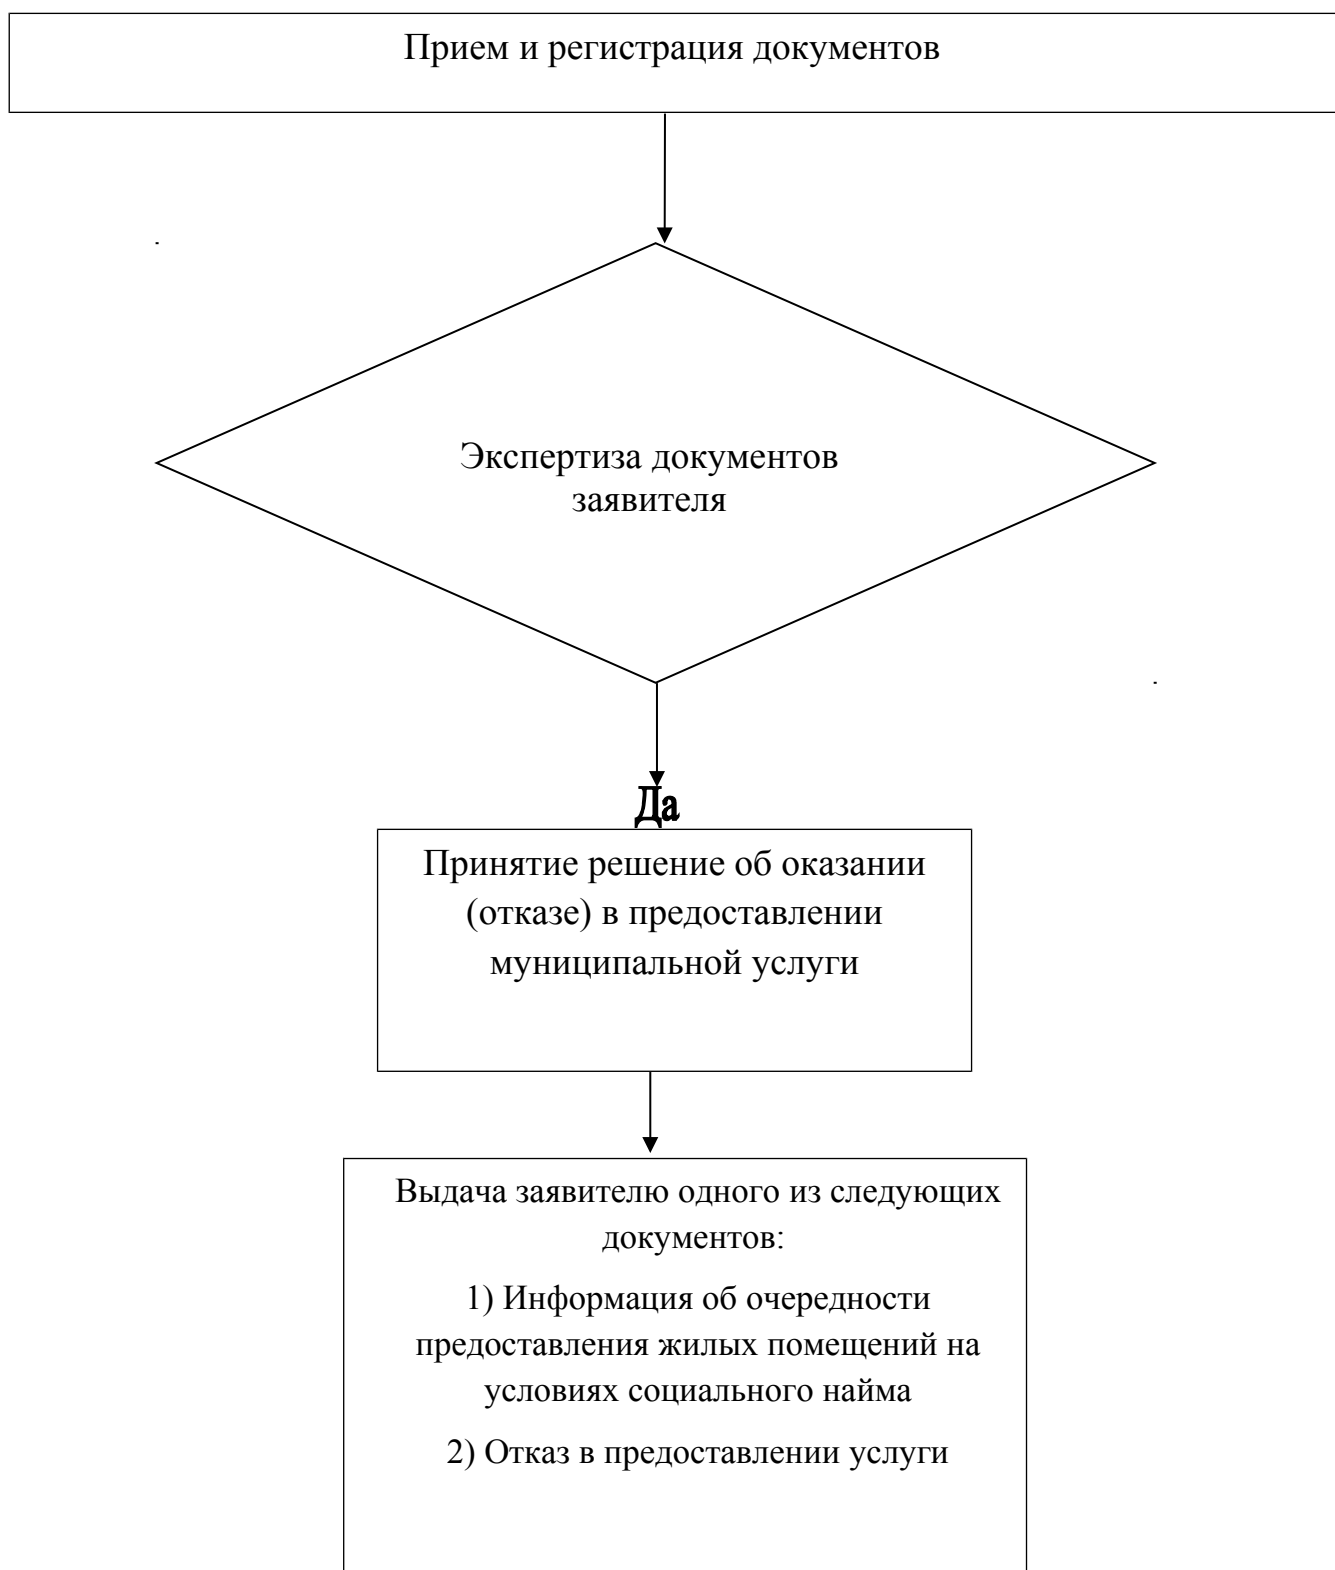 Прием и регистрация документов
Экспертиза документов
заявителя
Да
Принятие решение об оказании
(отказе) в предоставлении
муниципальной услуги
Выдача заявителю одного из следующих
документов:
1) Информация об очередности
предоставления жилых помещений на
условиях социального найма
2) Отказ в предоставлении услуги